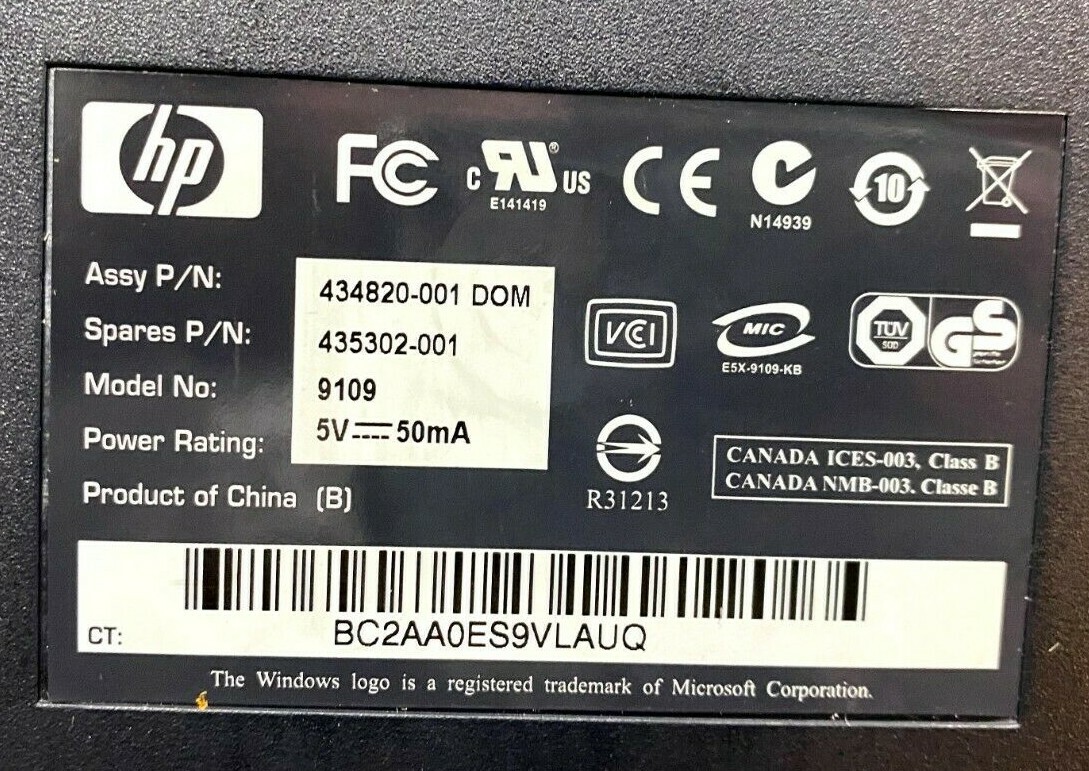 hp
FC
c RU® US
E141419
CE
N14939
10
Assy P/N: 434820-001 DOM
Spares P/N: 435302-001
Model No: 9109
Power Rating: 5V 50mA
Product of China (B)
VCI
MIC
E5X-9109-KB
TUV
SUD
GS
R31213
CANADA ICES-003, Class B
CANADA NMB-003. Classe B
CT: BC2AA0ES9VLAUQ
The Windows logo is a registered trademark of Microsoft Corporation.